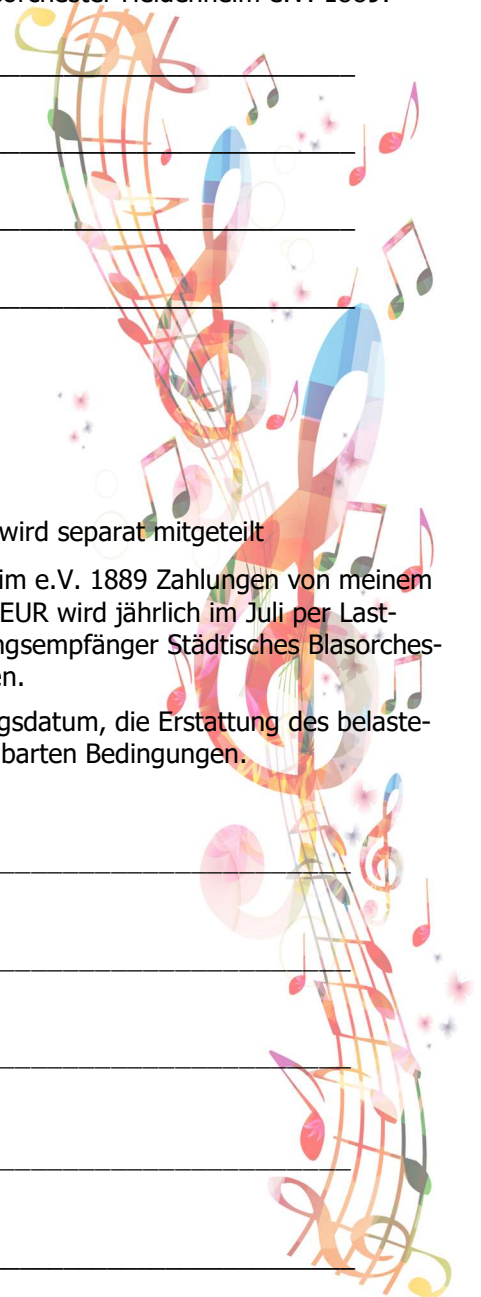 orchester Heidenheim e.V. 1889.
wird separat mitgeteilt
im e.V. 1889 Zahlungen von meinem
EUR wird jährlich im Juli per Last-
ngsempfänger Städtisches Blasorches-
en.
gsdatum, die Erstattung des belaste-
barten Bedingungen.